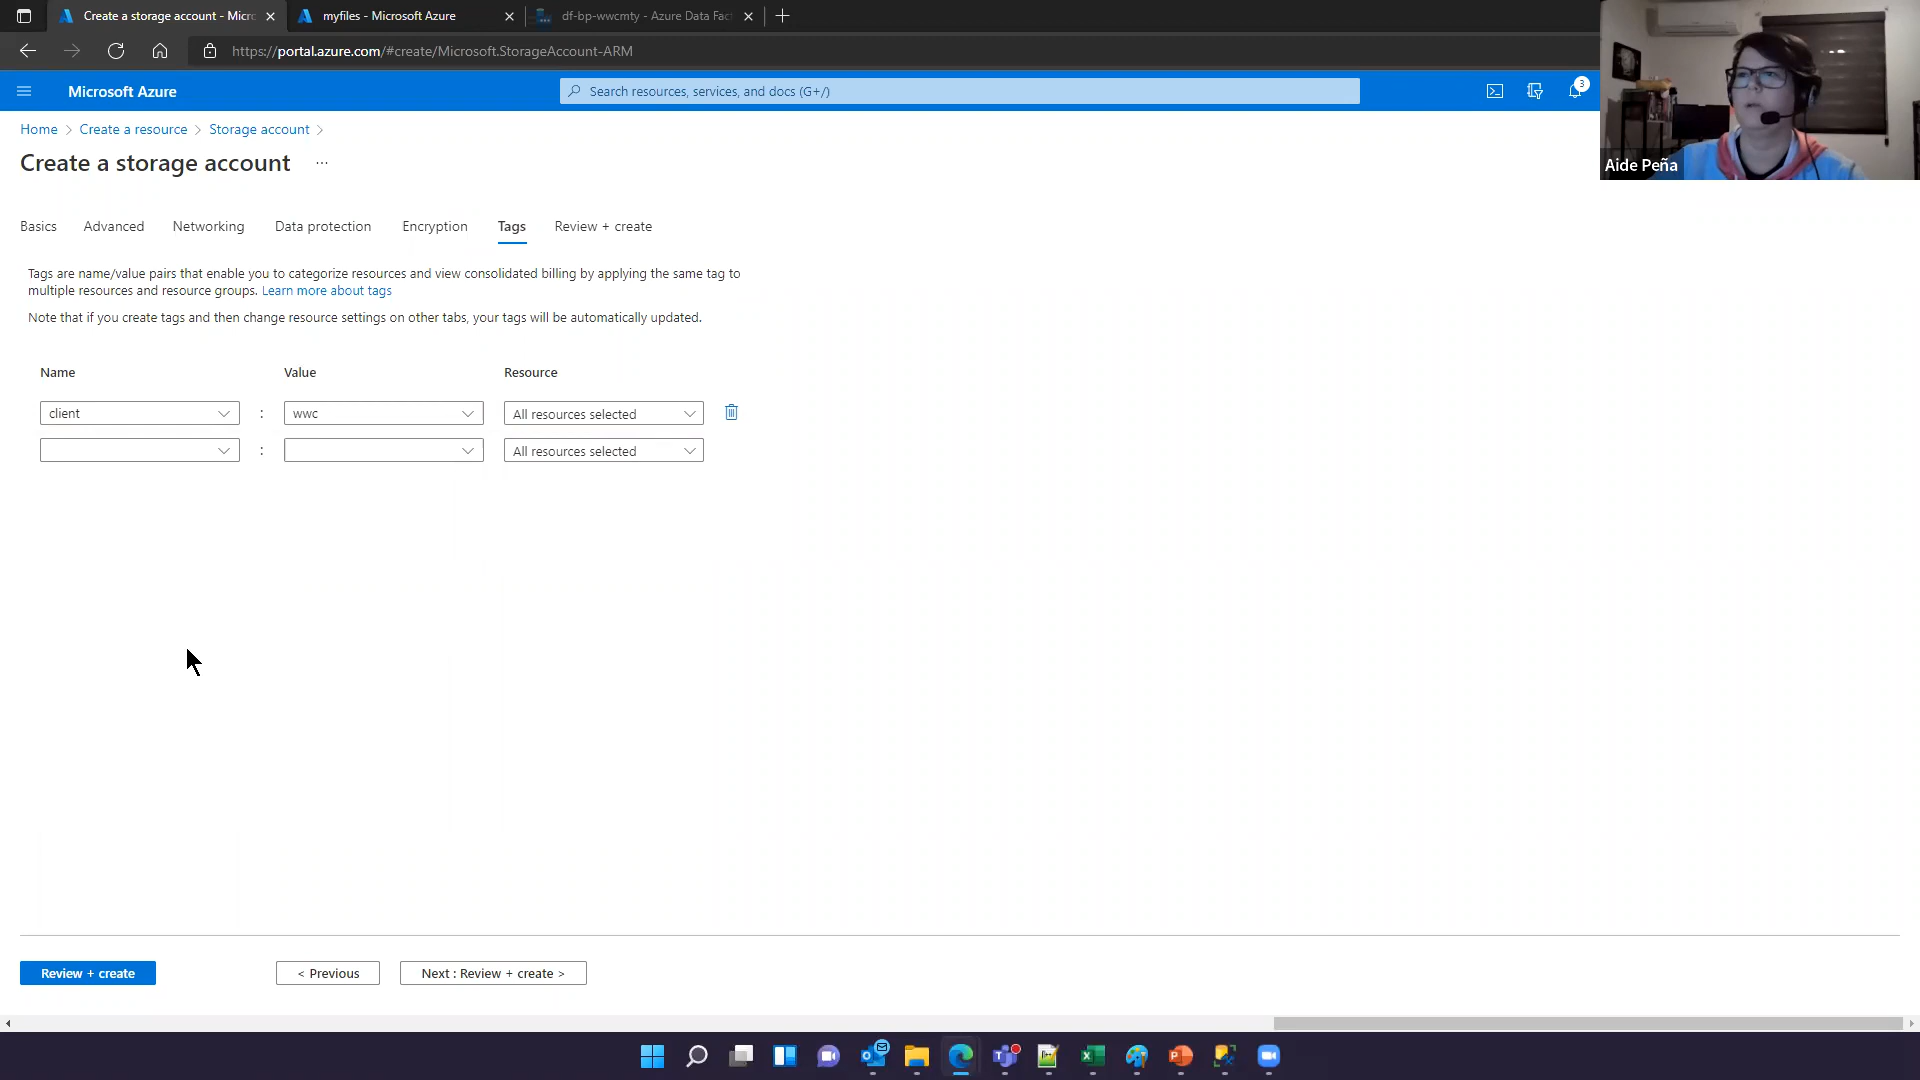 Create a storage account - Micro
myfiles - Microsoft Azure
df-bp-wwcmty - Azure Data Fact
https://portal.azure.com/#create/Microsoft.StorageAccount-ARM
Microsoft Azure
Search resources, services, and docs (G+/)
3
Home > Create a resource > Storage account >
Create a storage account ...
Aide Peña
Basics
Advanced
Networking
Data protection
Encryption
Tags
Review + create
Tags are name/value pairs that enable you to categorize resources and view consolidated billing by applying the same tag to
multiple resources and resource groups. Learn more about tags
Note that if you create tags and then change resource settings on other tabs, your tags will be automatically updated.
Name Value Resource
client : wwc All resources selected
: All resources selected
Review + create
< Previous
Next : Review + create >